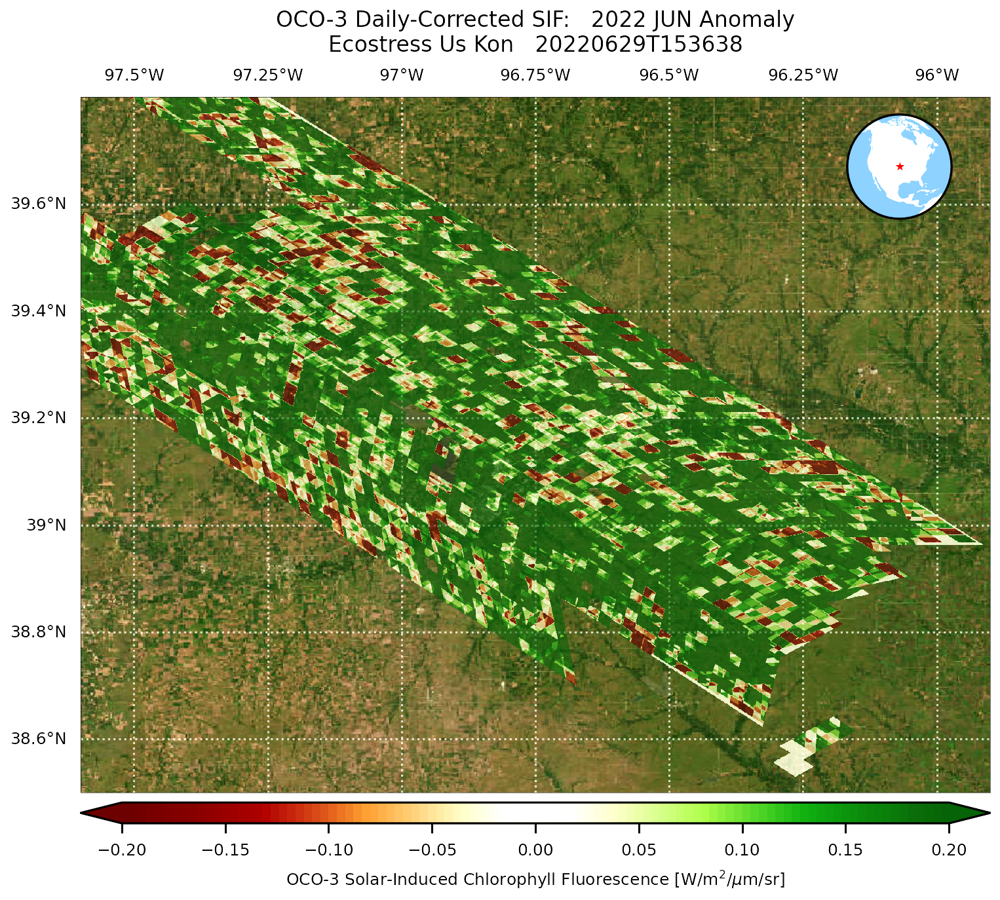 OCO-3 Daily-Corrected SIF: 2022 JUN Anomaly
Ecostress Us Kon 20220629T153638
97.5°W 97.25°W 97°W 96.75°W 96.5°W 96.25°W 96°W
39.6°N
39.4°N
39.2°N
39°N
38.8°N
38.6°N
−0.20 −0.15 −0.10 −0.05 0.00 0.05 0.10 0.15 0.20
OCO-3 Solar-Induced Chlorophyll Fluorescence [W/m²/μm/sr]